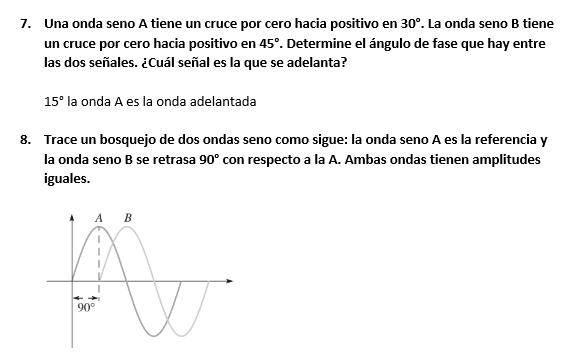 7. Una onda seno A tiene un cruce por cero hacia positivo en 30°. La onda seno B tiene
un cruce por cero hacia positivo en 45°. Determine el ángulo de fase que hay entre
las dos señales. ¿Cuál señal es la que se adelanta?
15° la onda A es la onda adelantada
8. Trace un bosquejo de dos ondas seno como sigue: la onda seno A es la referencia y
la onda seno B se retrasa 90° con respecto a la A. Ambas ondas tienen amplitudes
iguales.
A B
90°